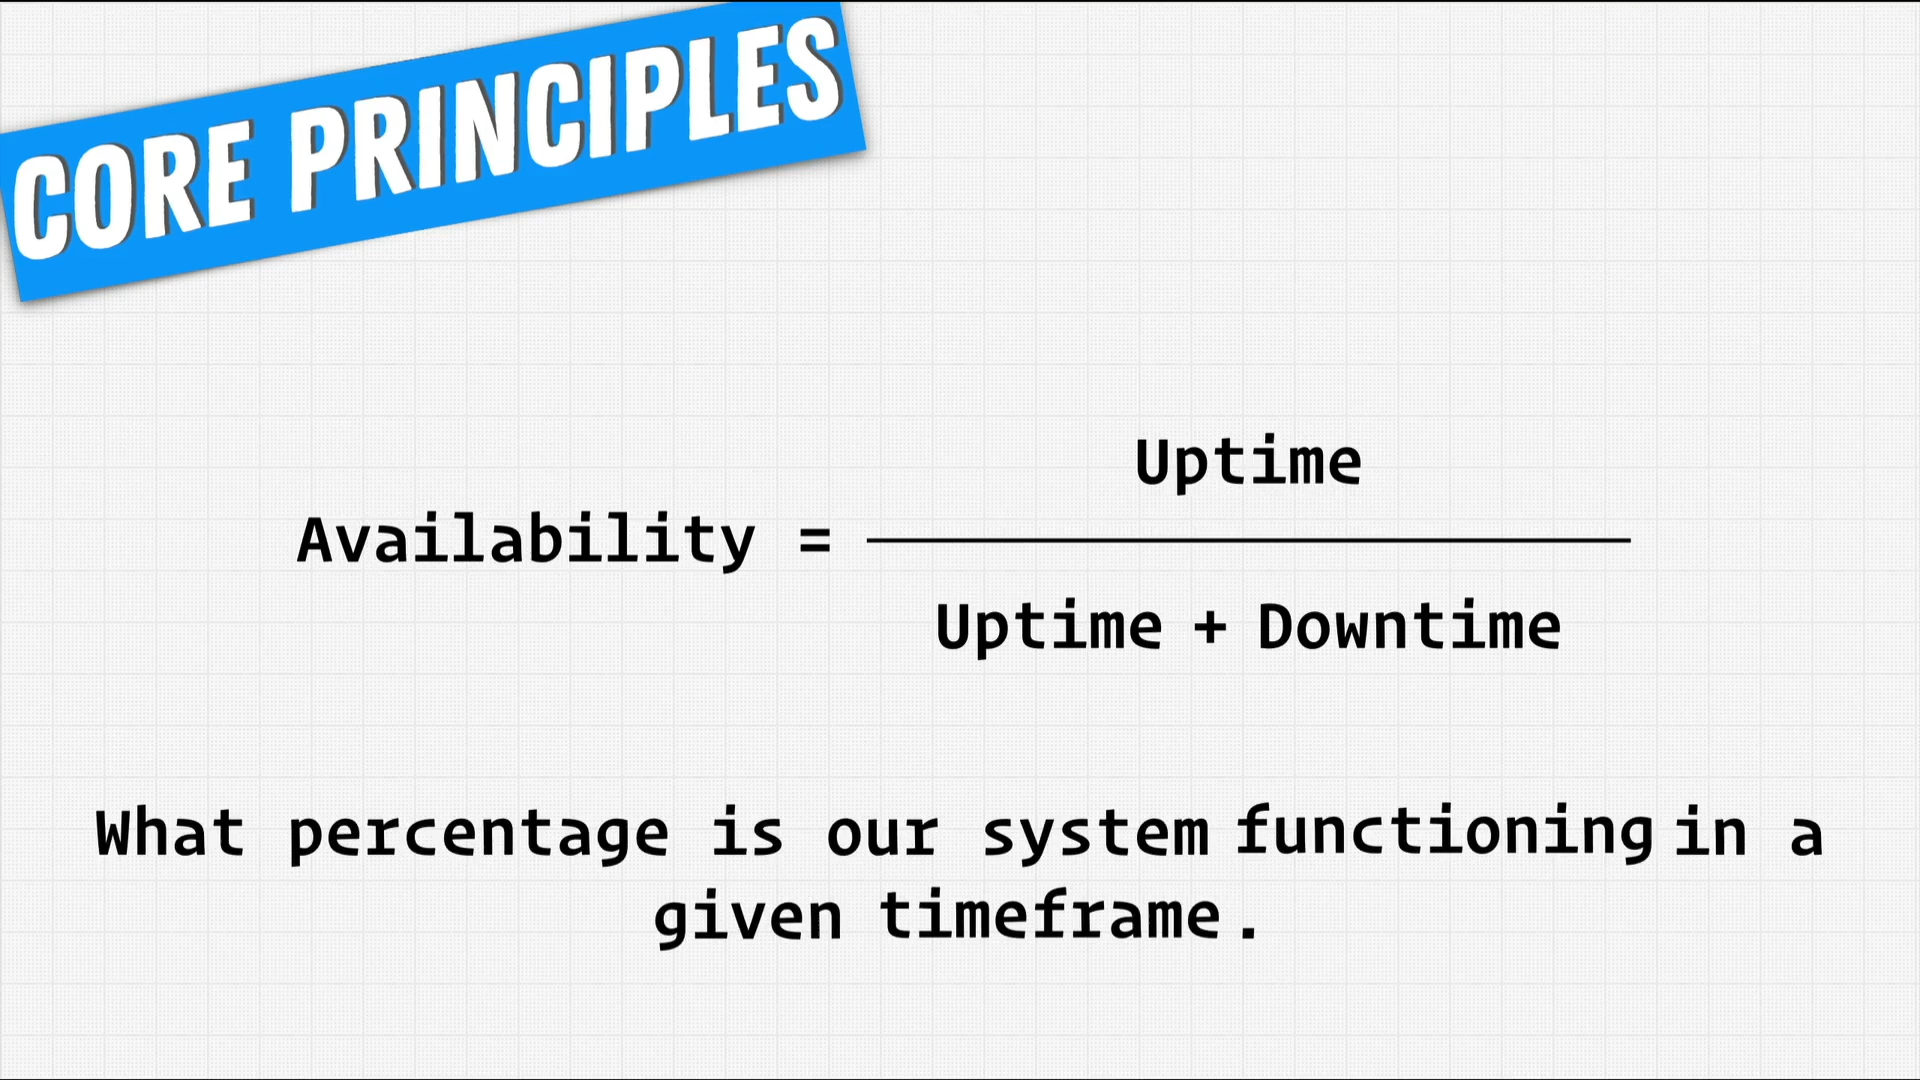 CORE PRINCIPLES
Uptime
Availability =
Uptime + Downtime
What percentage is our system functioning in a
given timeframe.